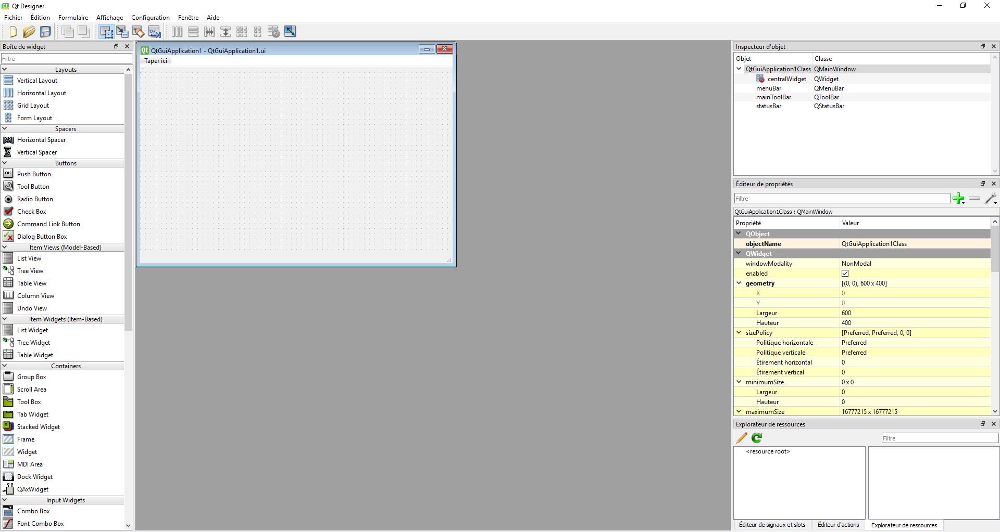 Qt Designer
Fichier Édition Formulaire Affichage Configuration Fenêtre Aide
Boîte de widget
Filtre
Layouts
Vertical Layout
Horizontal Layout
Grid Layout
Form Layout
Spacers
Horizontal Spacer
Vertical Spacer
Buttons
OK Push Button
Tool Button
Radio Button
Check Box
Command Link Button
Dialog Button Box
Item Views (Model-Based)
List View
Tree View
Table View
Column View
Undo View
Item Widgets (Item-Based)
List Widget
Tree Widget
Table Widget
Containers
Group Box
Scroll Area
Tool Box
Tab Widget
Stacked Widget
Frame
Widget
MDI Area
Dock Widget
QAxWidget
Input Widgets
Combo Box
Font Combo Box
Qt QtGuiApplication1 - QtGuiApplication1.ui
Taper ici
Inspecteur d'objet
Objet Classe
QtGuiApplication1Class QMainWindow
centralWidget QWidget
menuBar QMenuBar
mainToolBar QToolBar
statusBar QStatusBar
Éditeur de propriétés
Filtre
QtGuiApplication1Class : QMainWindow
Propriété Valeur
QObject
objectName QtGuiApplication1Class
QWidget
windowModality NonModal
enabled
geometry [(0, 0), 600 x 400]
X 0
Y 0
Largeur 600
Hauteur 400
sizePolicy [Preferred, Preferred, 0, 0]
Politique horizontale Preferred
Politique verticale Preferred
Étirement horizontal 0
Étirement vertical 0
minimumSize 0 x 0
Largeur 0
Hauteur 0
maximumSize 16777215 x 16777215
Explorateur de ressources
Filtre
<resource root>
Éditeur de signaux et slots Éditeur d'actions Explorateur de ressources